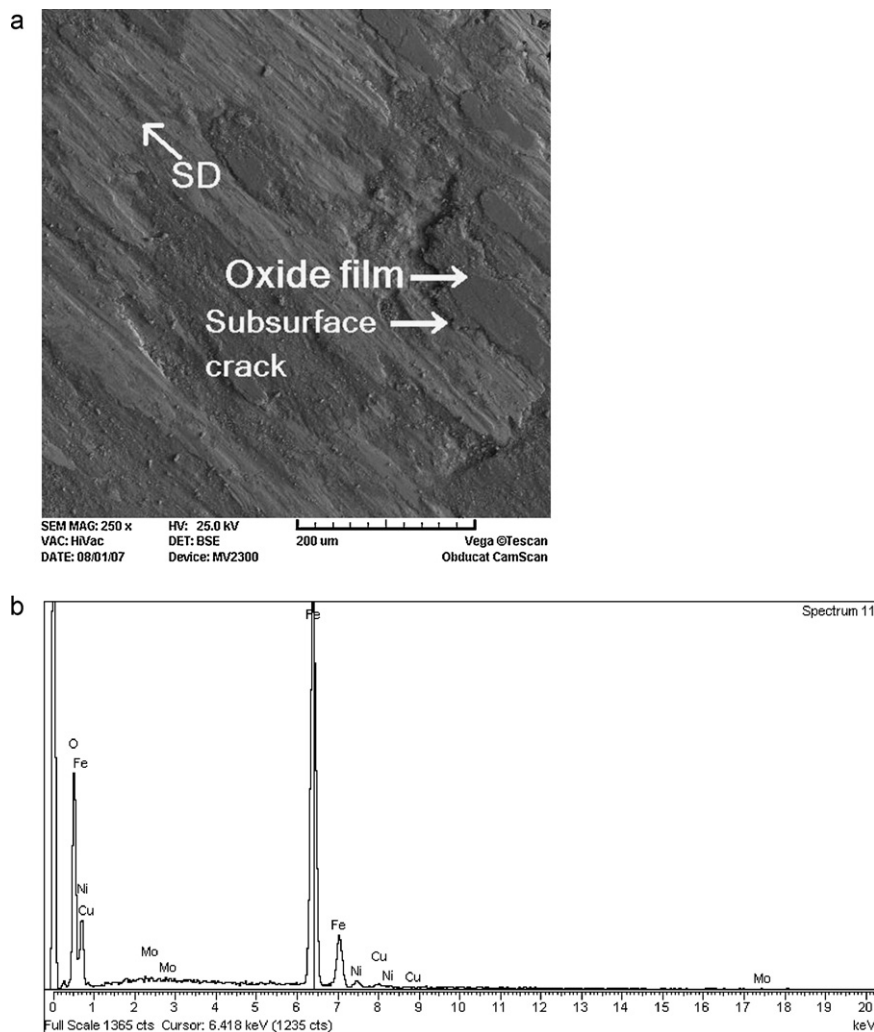 a
SD
Oxide film
Subsurface
crack
SEM MAG: 250 x HV: 25.0 kV 200 um Vega ©Tescan
VAC: HiVac DET: BSE Obducat CamScan
DATE: 08/01/07 Device: MV2300
b
Spectrum 11
Fe
O
Fe
Ni
Cu
Fe
Mo
Mo
Ni
Cu
Ni
Cu
Mo
0 1 2 3 4 5 6 7 8 9 10 11 12 13 14 15 16 17 18 19 20
Full Scale 1365 cts Cursor: 6.418 keV (1235 cts) keV